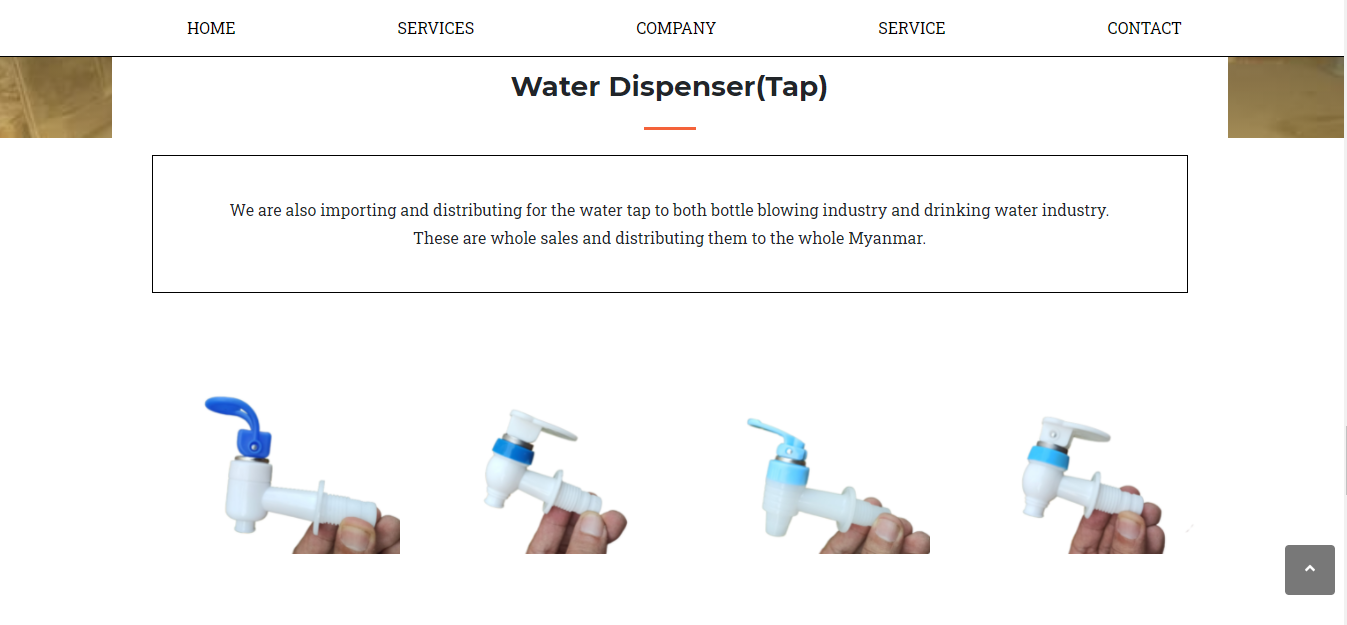 HOME
SERVICES
COMPANY
SERVICE
CONTACT
Water Dispenser(Tap)
We are also importing and distributing for the water tap to both bottle blowing industry and drinking water industry.
These are whole sales and distributing them to the whole Myanmar.